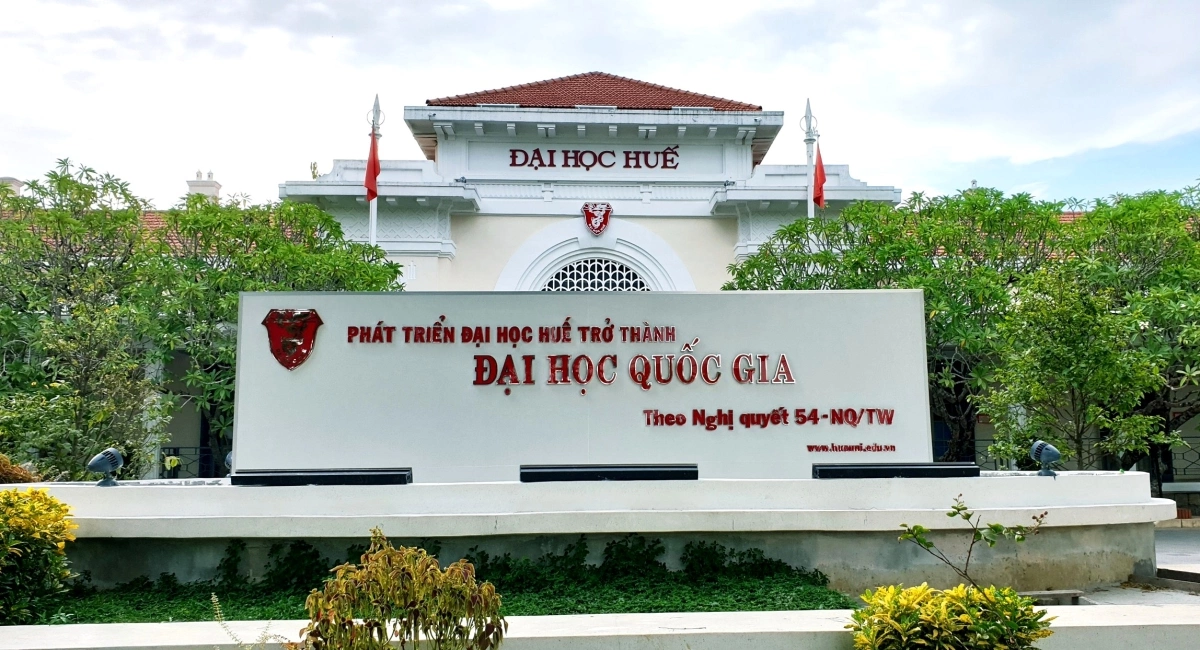 ĐẠI HỌC HUẾ
PHÁT TRIỂN ĐẠI HỌC HUẾ TRỞ THÀNH
ĐẠI HỌC QUỐC GIA
Theo Nghị quyết 54-NQ/TW
www.hueuni.edu.vn